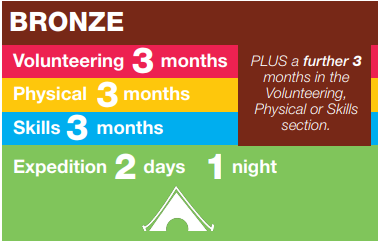 BRONZE
Volunteering 3 months
Physical 3 months
Skills 3 months
PLUS a further 3
months in the
Volunteering,
Physical or Skills
section.
Expedition 2 days 1 night